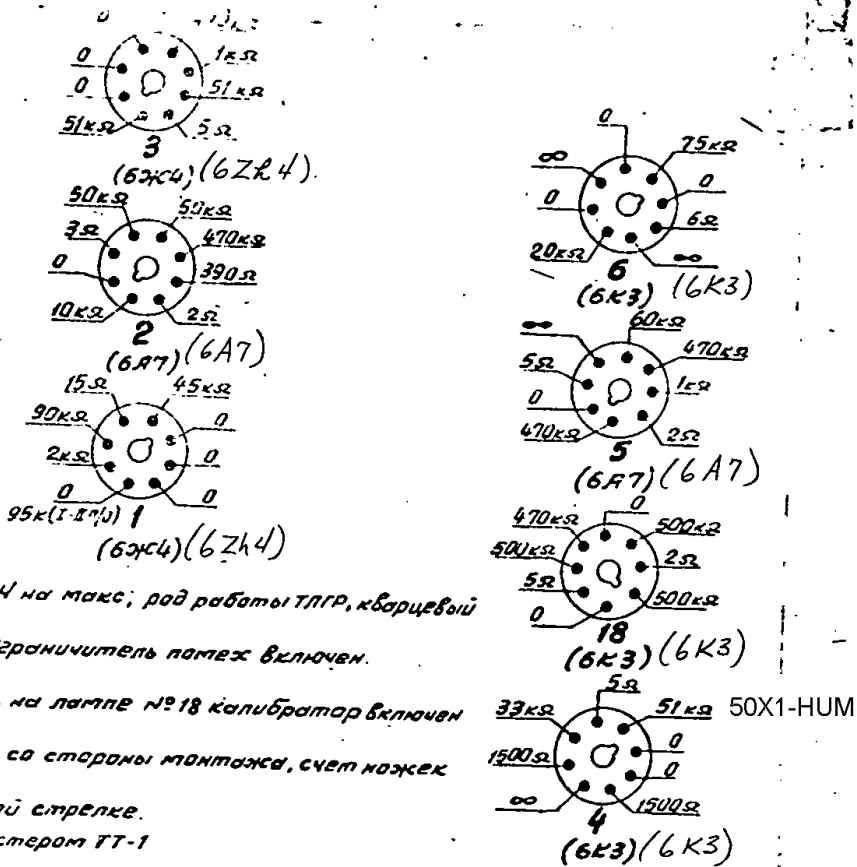 0
1кΩ
0
51кΩ
51кΩ
5Ω
3
(6Ж4) (6Zh4).
50кΩ
50кΩ
3Ω
470кΩ
0
390Ω
10кΩ
2Ω
2
(6А7) (6A7)
15Ω
45кΩ
90кΩ
0
2кΩ
0
0
0
95к(I-II п/д)
1
(6Ж4) (6Zh4)
0
75кΩ
∞
0
0
6Ω
20кΩ
∞
6
(6К3) (6K3)
60кΩ
∞
470кΩ
5Ω
1кΩ
0
470кΩ
2Ω
5
(6А7) (6A7)
0
470кΩ
500кΩ
500кΩ
2Ω
5Ω
500кΩ
0
18
(6К3) (6K3)
5Ω
33кΩ
51кΩ
50X1-HUM
1500Ω
0
0
∞
1500Ω
4
(6К3) (6K3)
на макс; род работы ТЛГР, кварцевый
граничитель помех включен.
на лампе №18 калибратор включен
со стороны монтажа, счет ножек
й стрелке.
стером ТТ-1